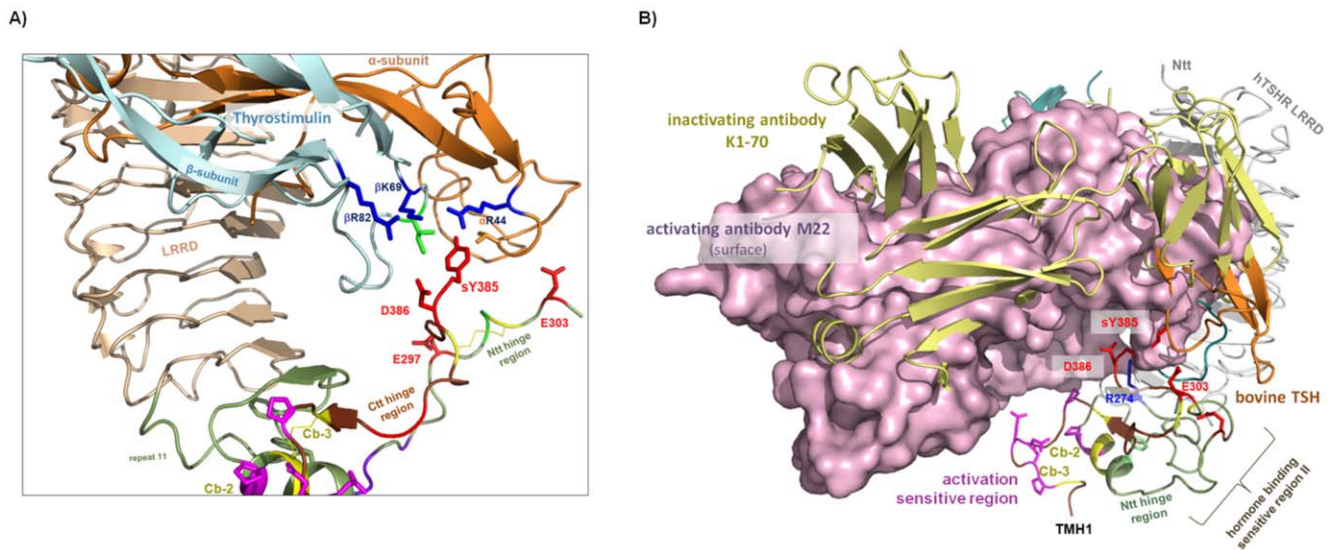 A)
α-subunit
Thyrostimulin
β-subunit
βK69
βR82
αR44
LRRD
sY385
D386
E303
E297
Ntt hinge
region
Ctt hinge
region
Cb-3
repeat 11
Cb-2
B)
Ntt
hTSHR LRRD
inactivating antibody
K1-70
activating antibody M22
(surface)
sY385
D386
E303
R274
bovine TSH
Cb-2
Cb-3
activation
sensitive region
Ntt hinge
region
TMH1
hormone binding
sensitive region II